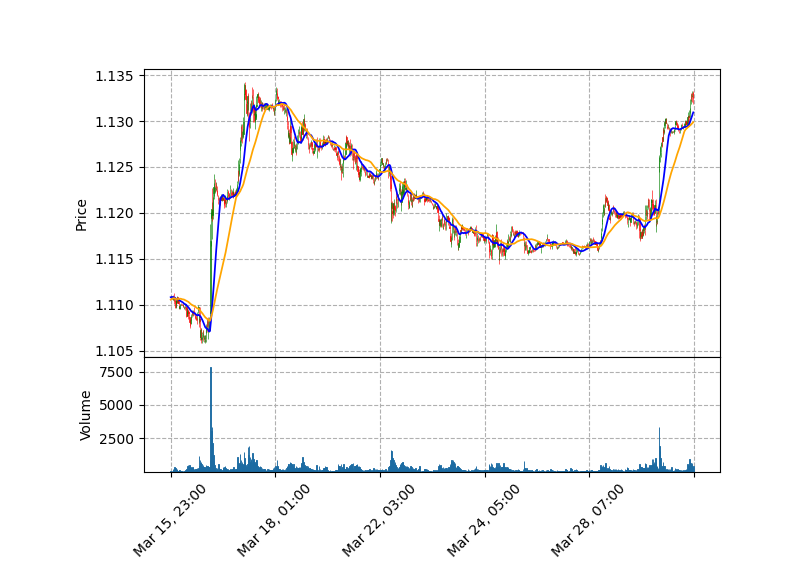 1.135
1.130
1.125
1.120
1.115
1.110
1.105
Price
7500
5000
2500
Volume
Mar 15, 23:00
Mar 18, 01:00
Mar 22, 03:00
Mar 24, 05:00
Mar 28, 07:00